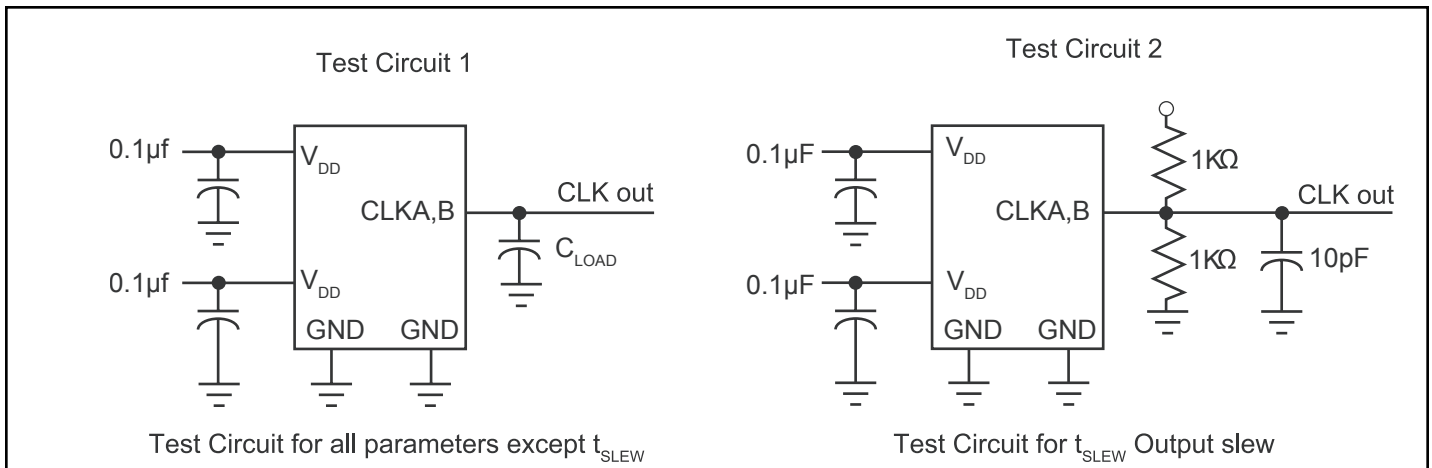 Test Circuit 1
0.1µf
V_DD
CLKA,B
CLK out
C_LOAD
0.1µf
V_DD
GND GND
Test Circuit for all parameters except t_SLEW
Test Circuit 2
0.1µF
V_DD
1KΩ
CLKA,B
CLK out
1KΩ
10pF
0.1µF
V_DD
GND GND
Test Circuit for t_SLEW Output slew